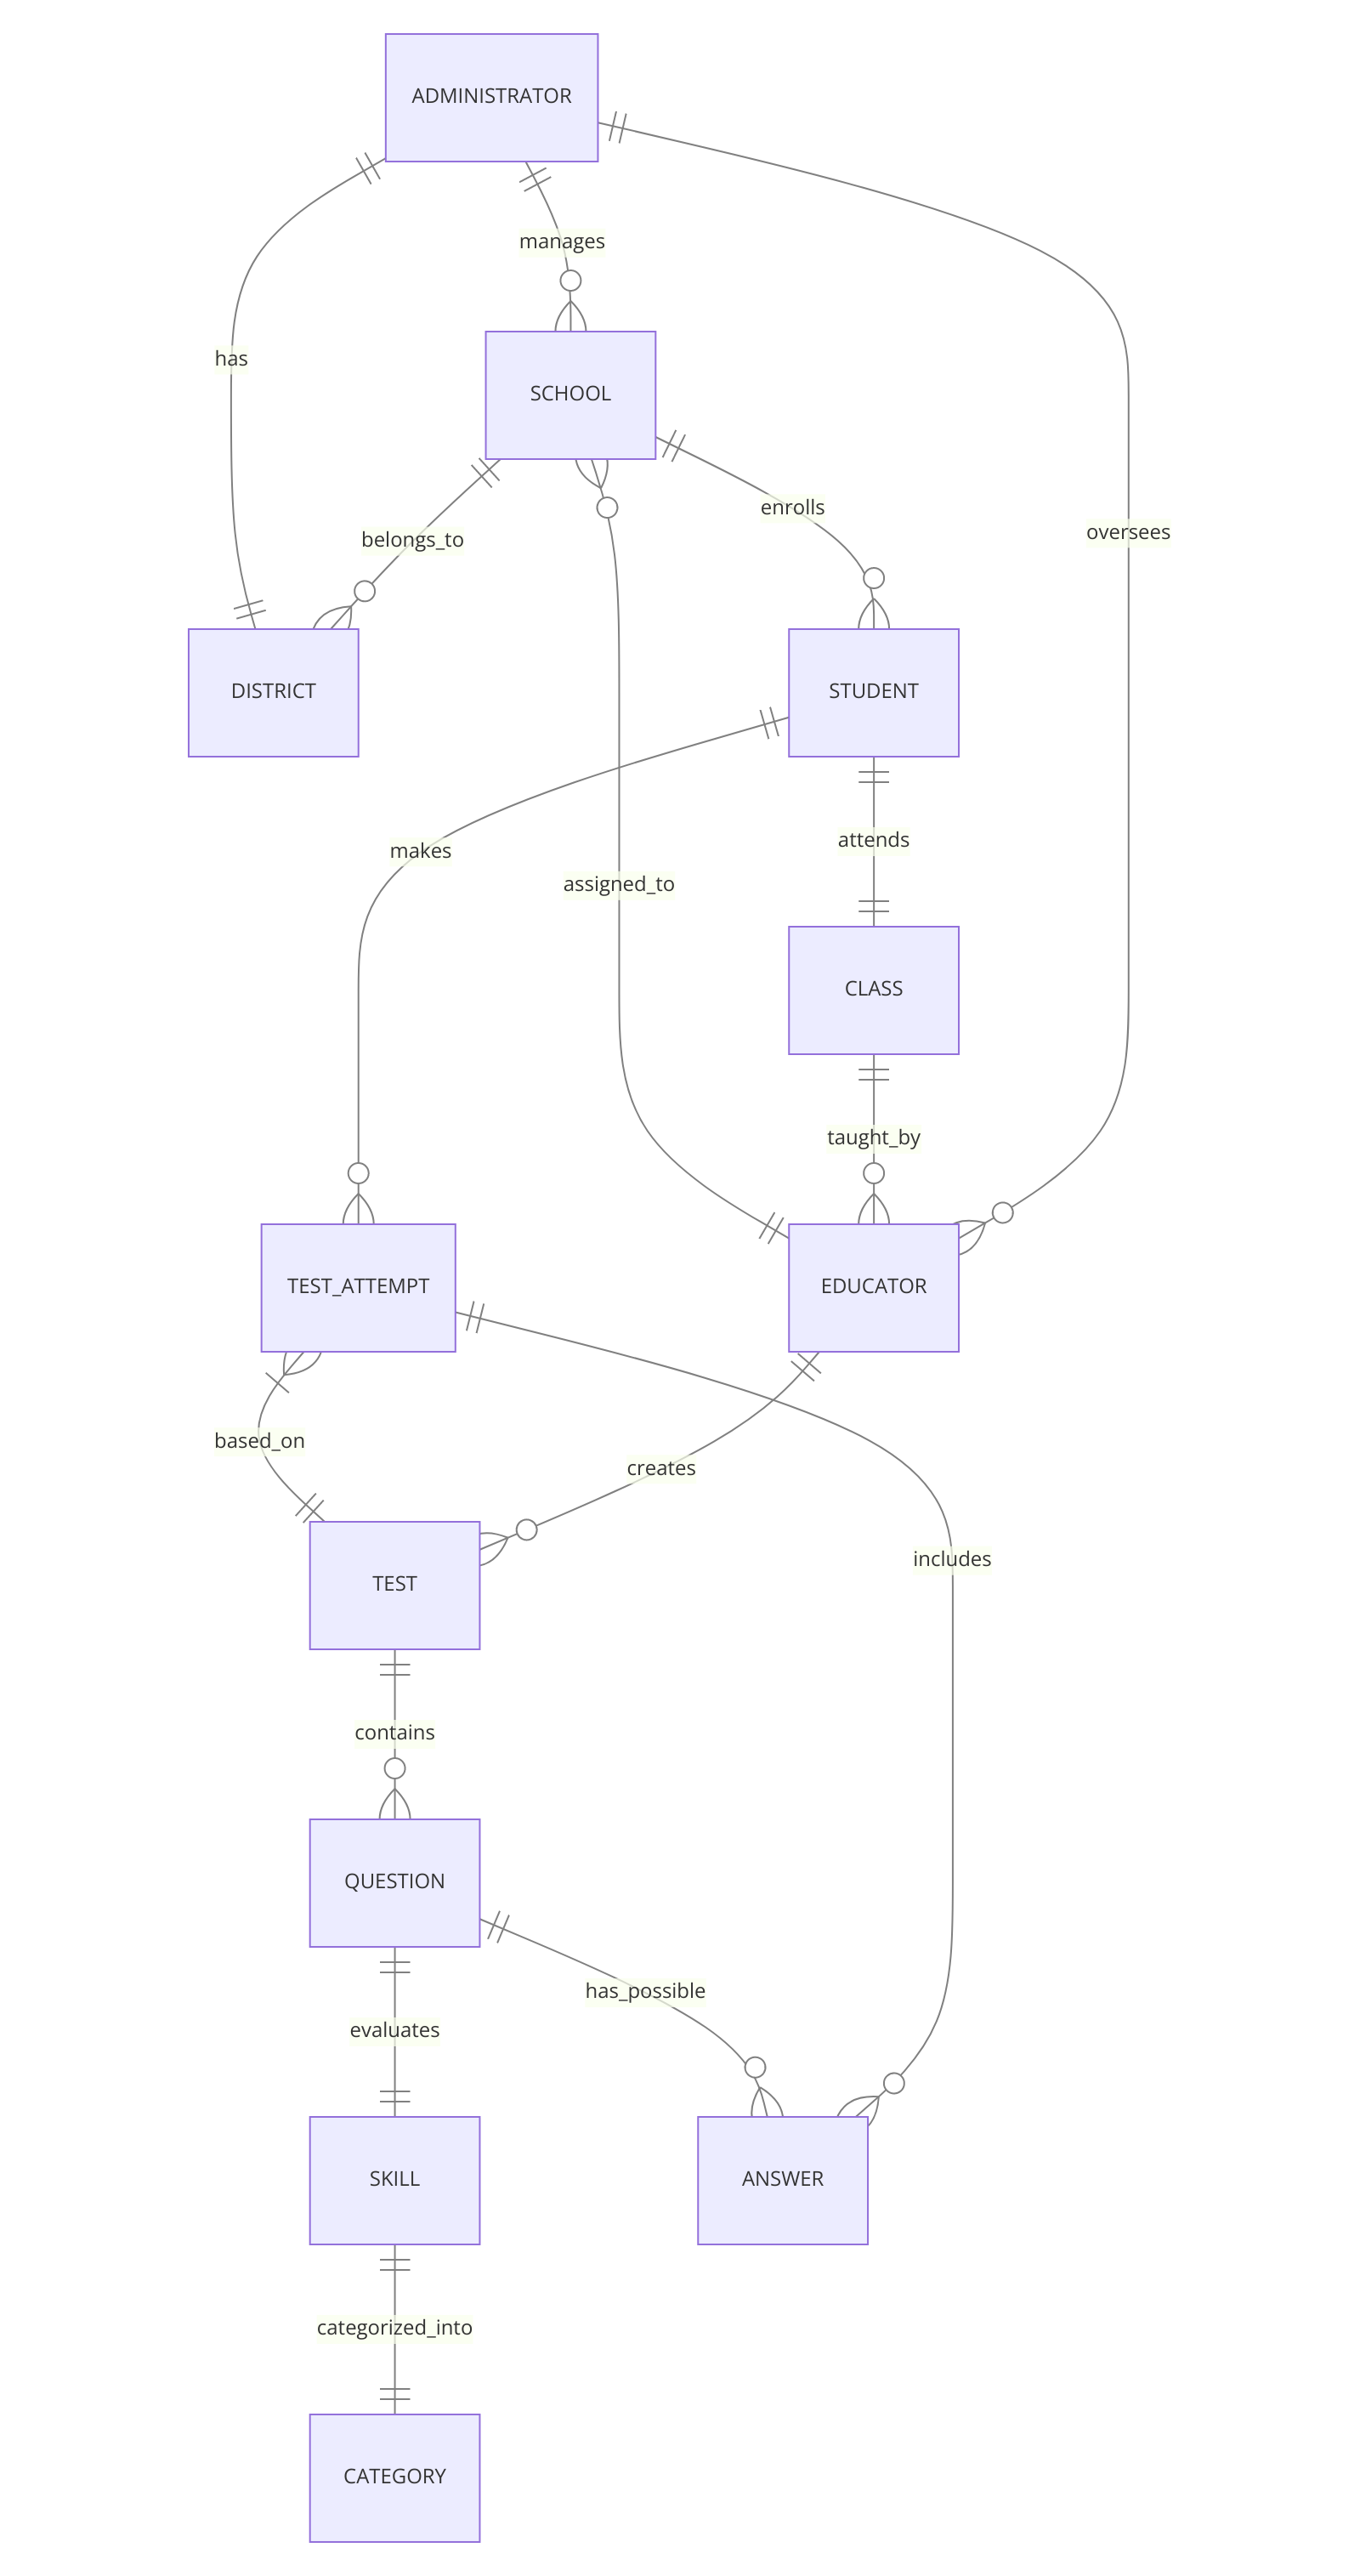 ADMINISTRATOR
manages
has
SCHOOL
enrolls
oversees
belongs_to
DISTRICT
STUDENT
attends
makes
assigned_to
CLASS
taught_by
TEST_ATTEMPT
EDUCATOR
based_on
creates
includes
TEST
contains
QUESTION
has_possible
evaluates
SKILL
ANSWER
categorized_into
CATEGORY